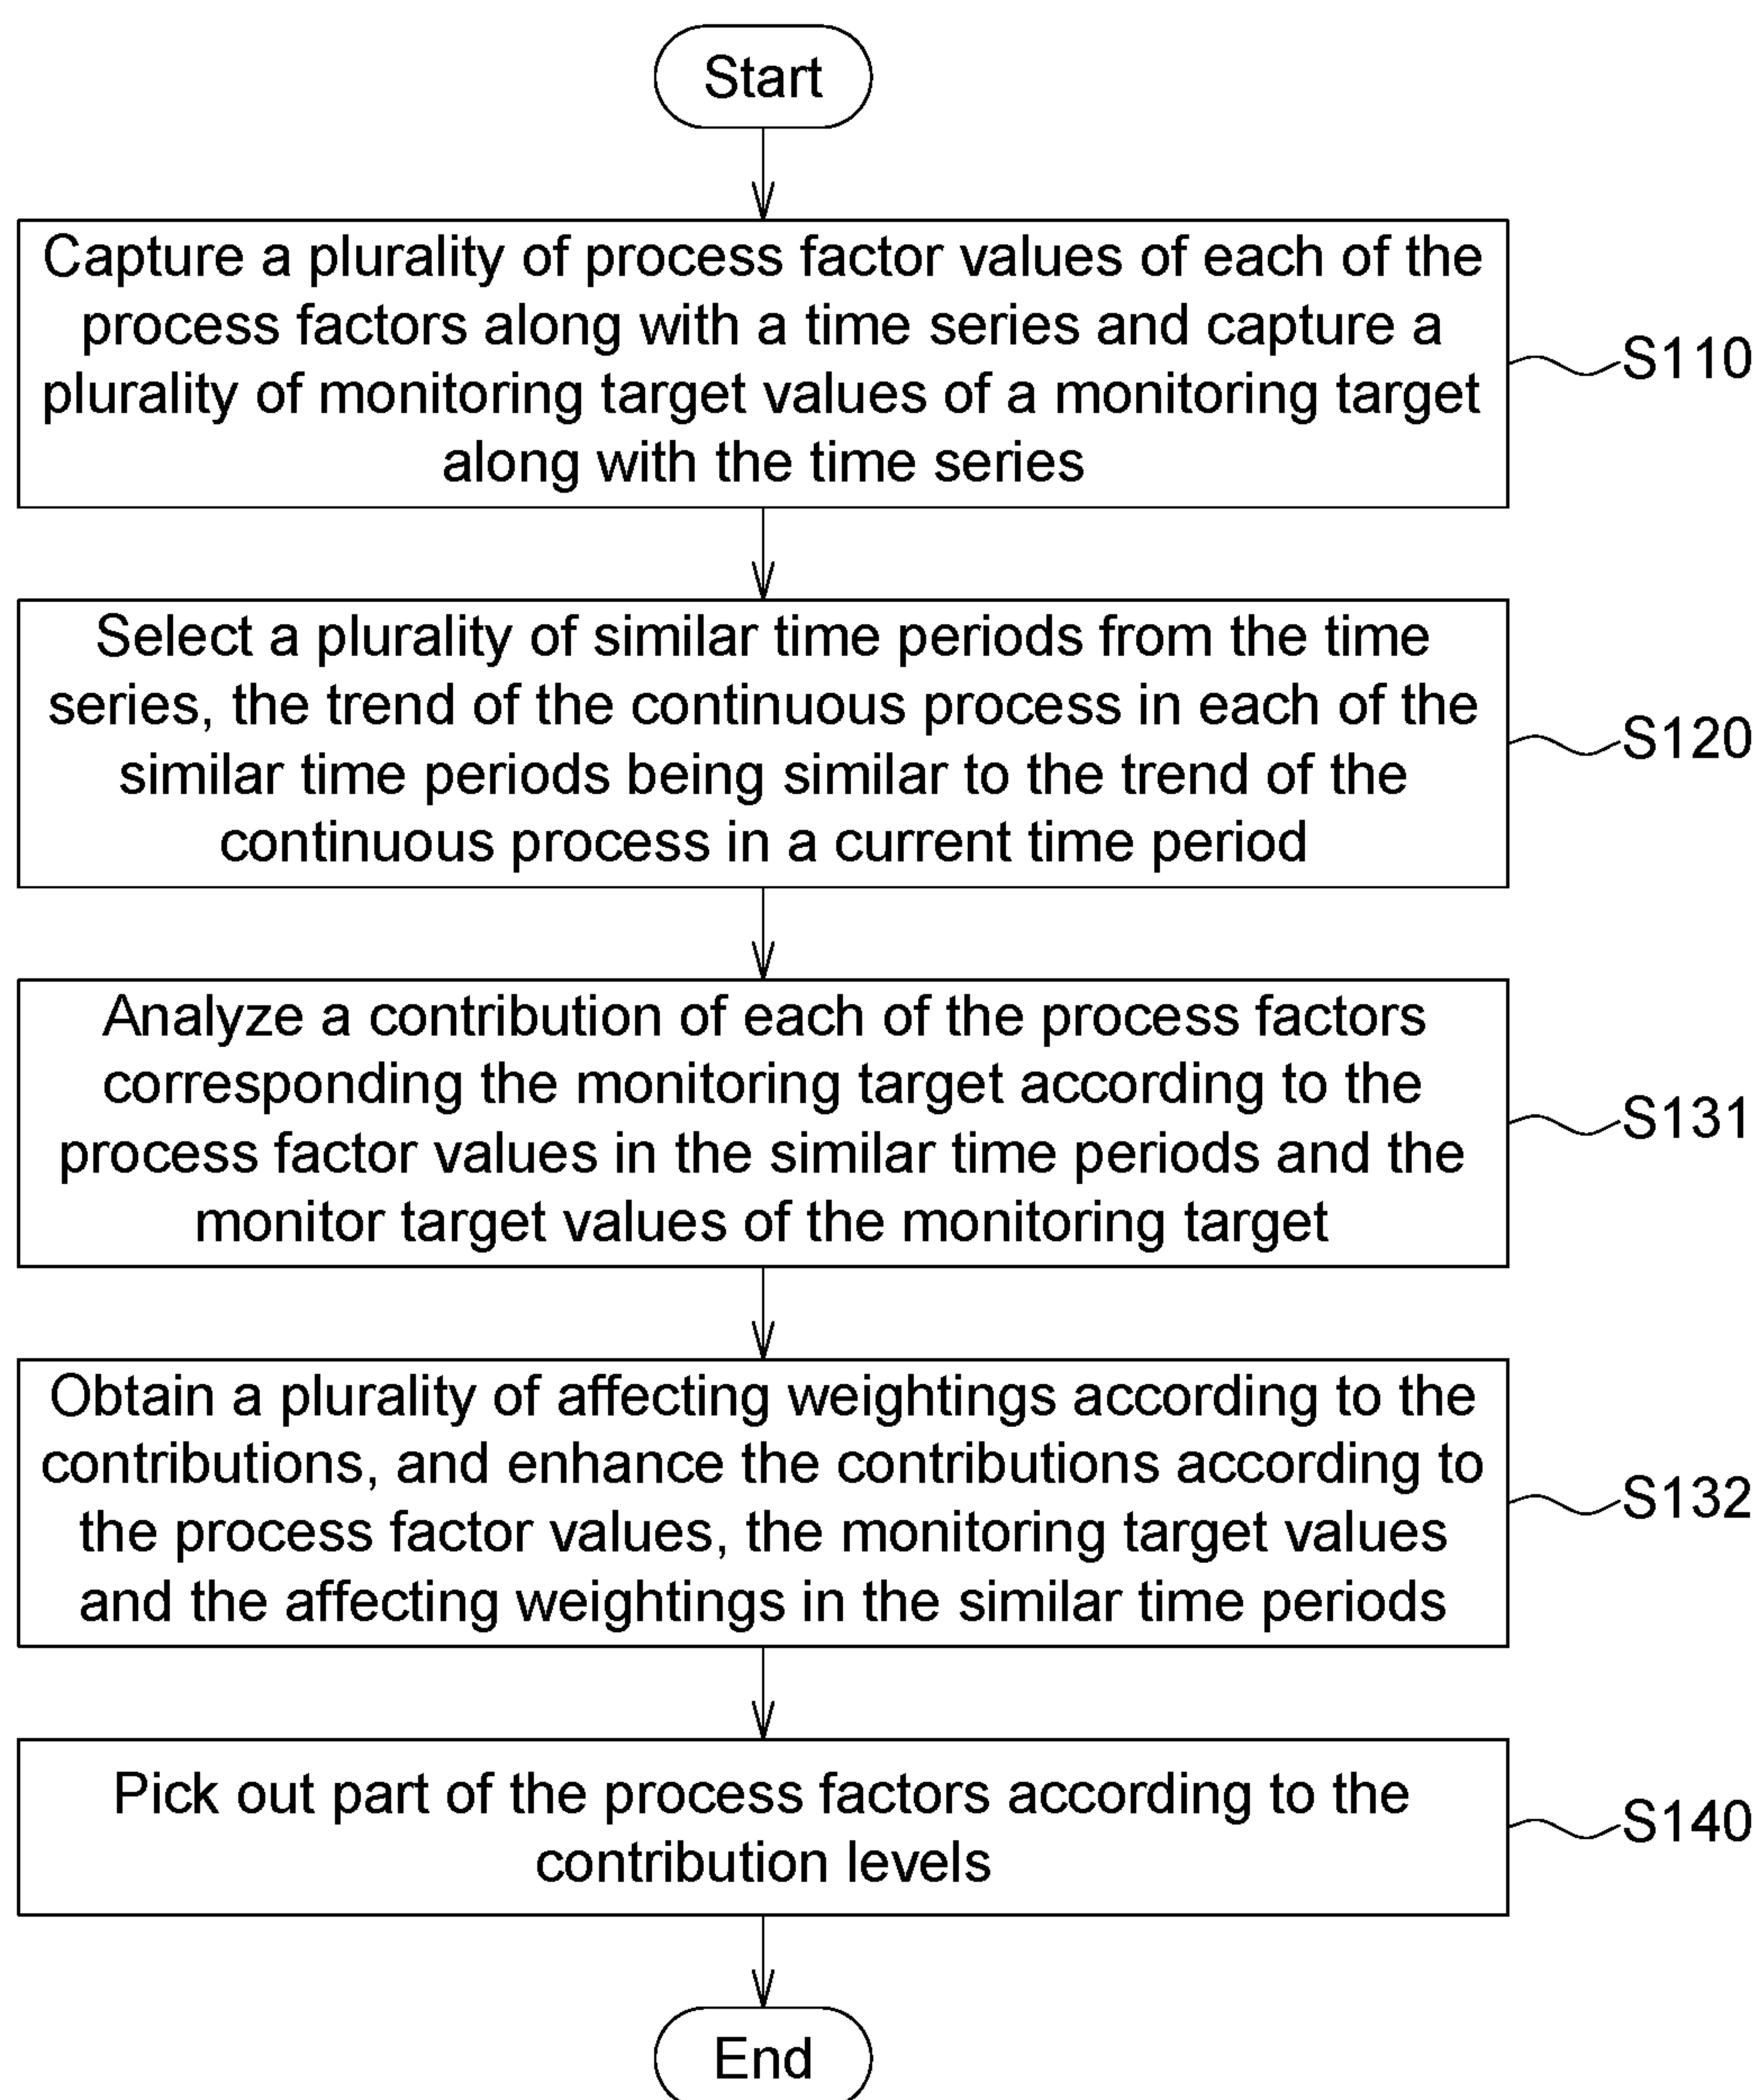 Start
Capture a plurality of process factor values of each of the
process factors along with a time series and capture a
plurality of monitoring target values of a monitoring target
along with the time series
S110
Select a plurality of similar time periods from the time
series, the trend of the continuous process in each of the
similar time periods being similar to the trend of the
continuous process in a current time period
S120
Analyze a contribution of each of the process factors
corresponding the monitoring target according to the
process factor values in the similar time periods and the
monitor target values of the monitoring target
S131
Obtain a plurality of affecting weightings according to the
contributions, and enhance the contributions according to
the process factor values, the monitoring target values
and the affecting weightings in the similar time periods
S132
Pick out part of the process factors according to the
contribution levels
S140
End